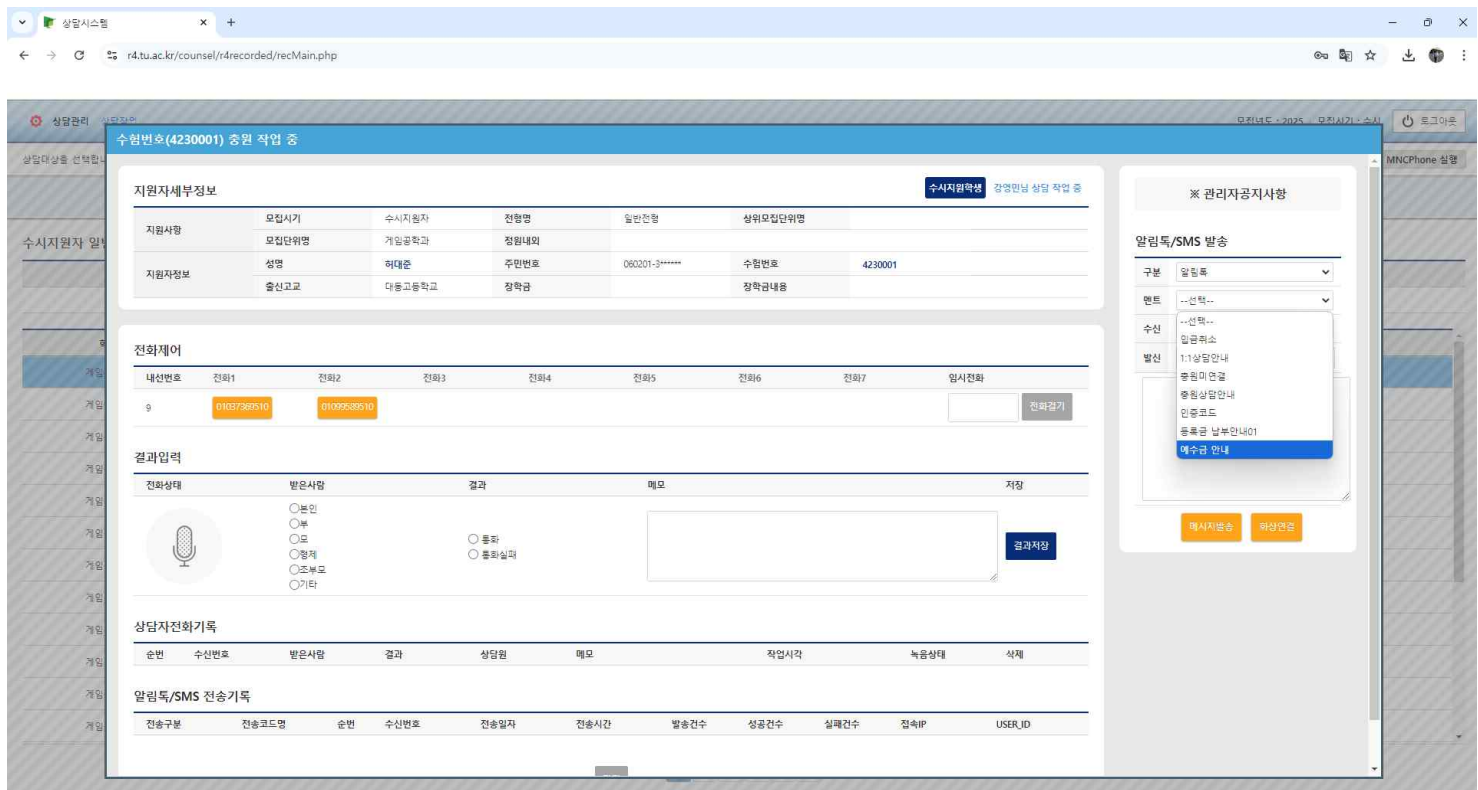 상담시스템
r4.tu.ac.kr/counsel/r4recorded/recMain.php
상담관리 상담작업
모집년도 : 2025 모집시기 : 수시 로그아웃
수험번호(4230001) 충원 작업 중
상담대상을 선택합니
MNCPhone 실행
지원자세부정보 수시지원학생 강영민님 상담 작업 중
지원사항 모집시기 수시지원자 전형명 일반전형 상위모집단위명
모집단위명 게임공학과 정원내외
지원자정보 성명 허대준 주민번호 060201-3****** 수험번호 4230001
출신고교 대동고등학교 장학금 장학금내용
수시지원자 일반
※ 관리자공지사항
알림톡/SMS 발송
구분 알림톡
멘트 --선택--
수신
발신
--선택--
입금취소
1:1상담안내
충원미연결
충원상담안내
인증코드
등록금 납부안내01
예수금 안내
메시지발송 화상연결
전화제어
내선번호 전화1 전화2 전화3 전화4 전화5 전화6 전화7 임시전화
9 01037369510 01099589510 전화걸기
결과입력
전화상태 받은사람 결과 메모 저장
본인
부
모
형제
조부모
기타
통화
통화실패
결과저장
상담자전화기록
순번 수신번호 받은사람 결과 상담원 메모 작업시각 녹음상태 삭제
알림톡/SMS 전송기록
전송구분 전송코드명 순번 수신번호 전송일자 전송시간 발송건수 성공건수 실패건수 접속IP USER_ID